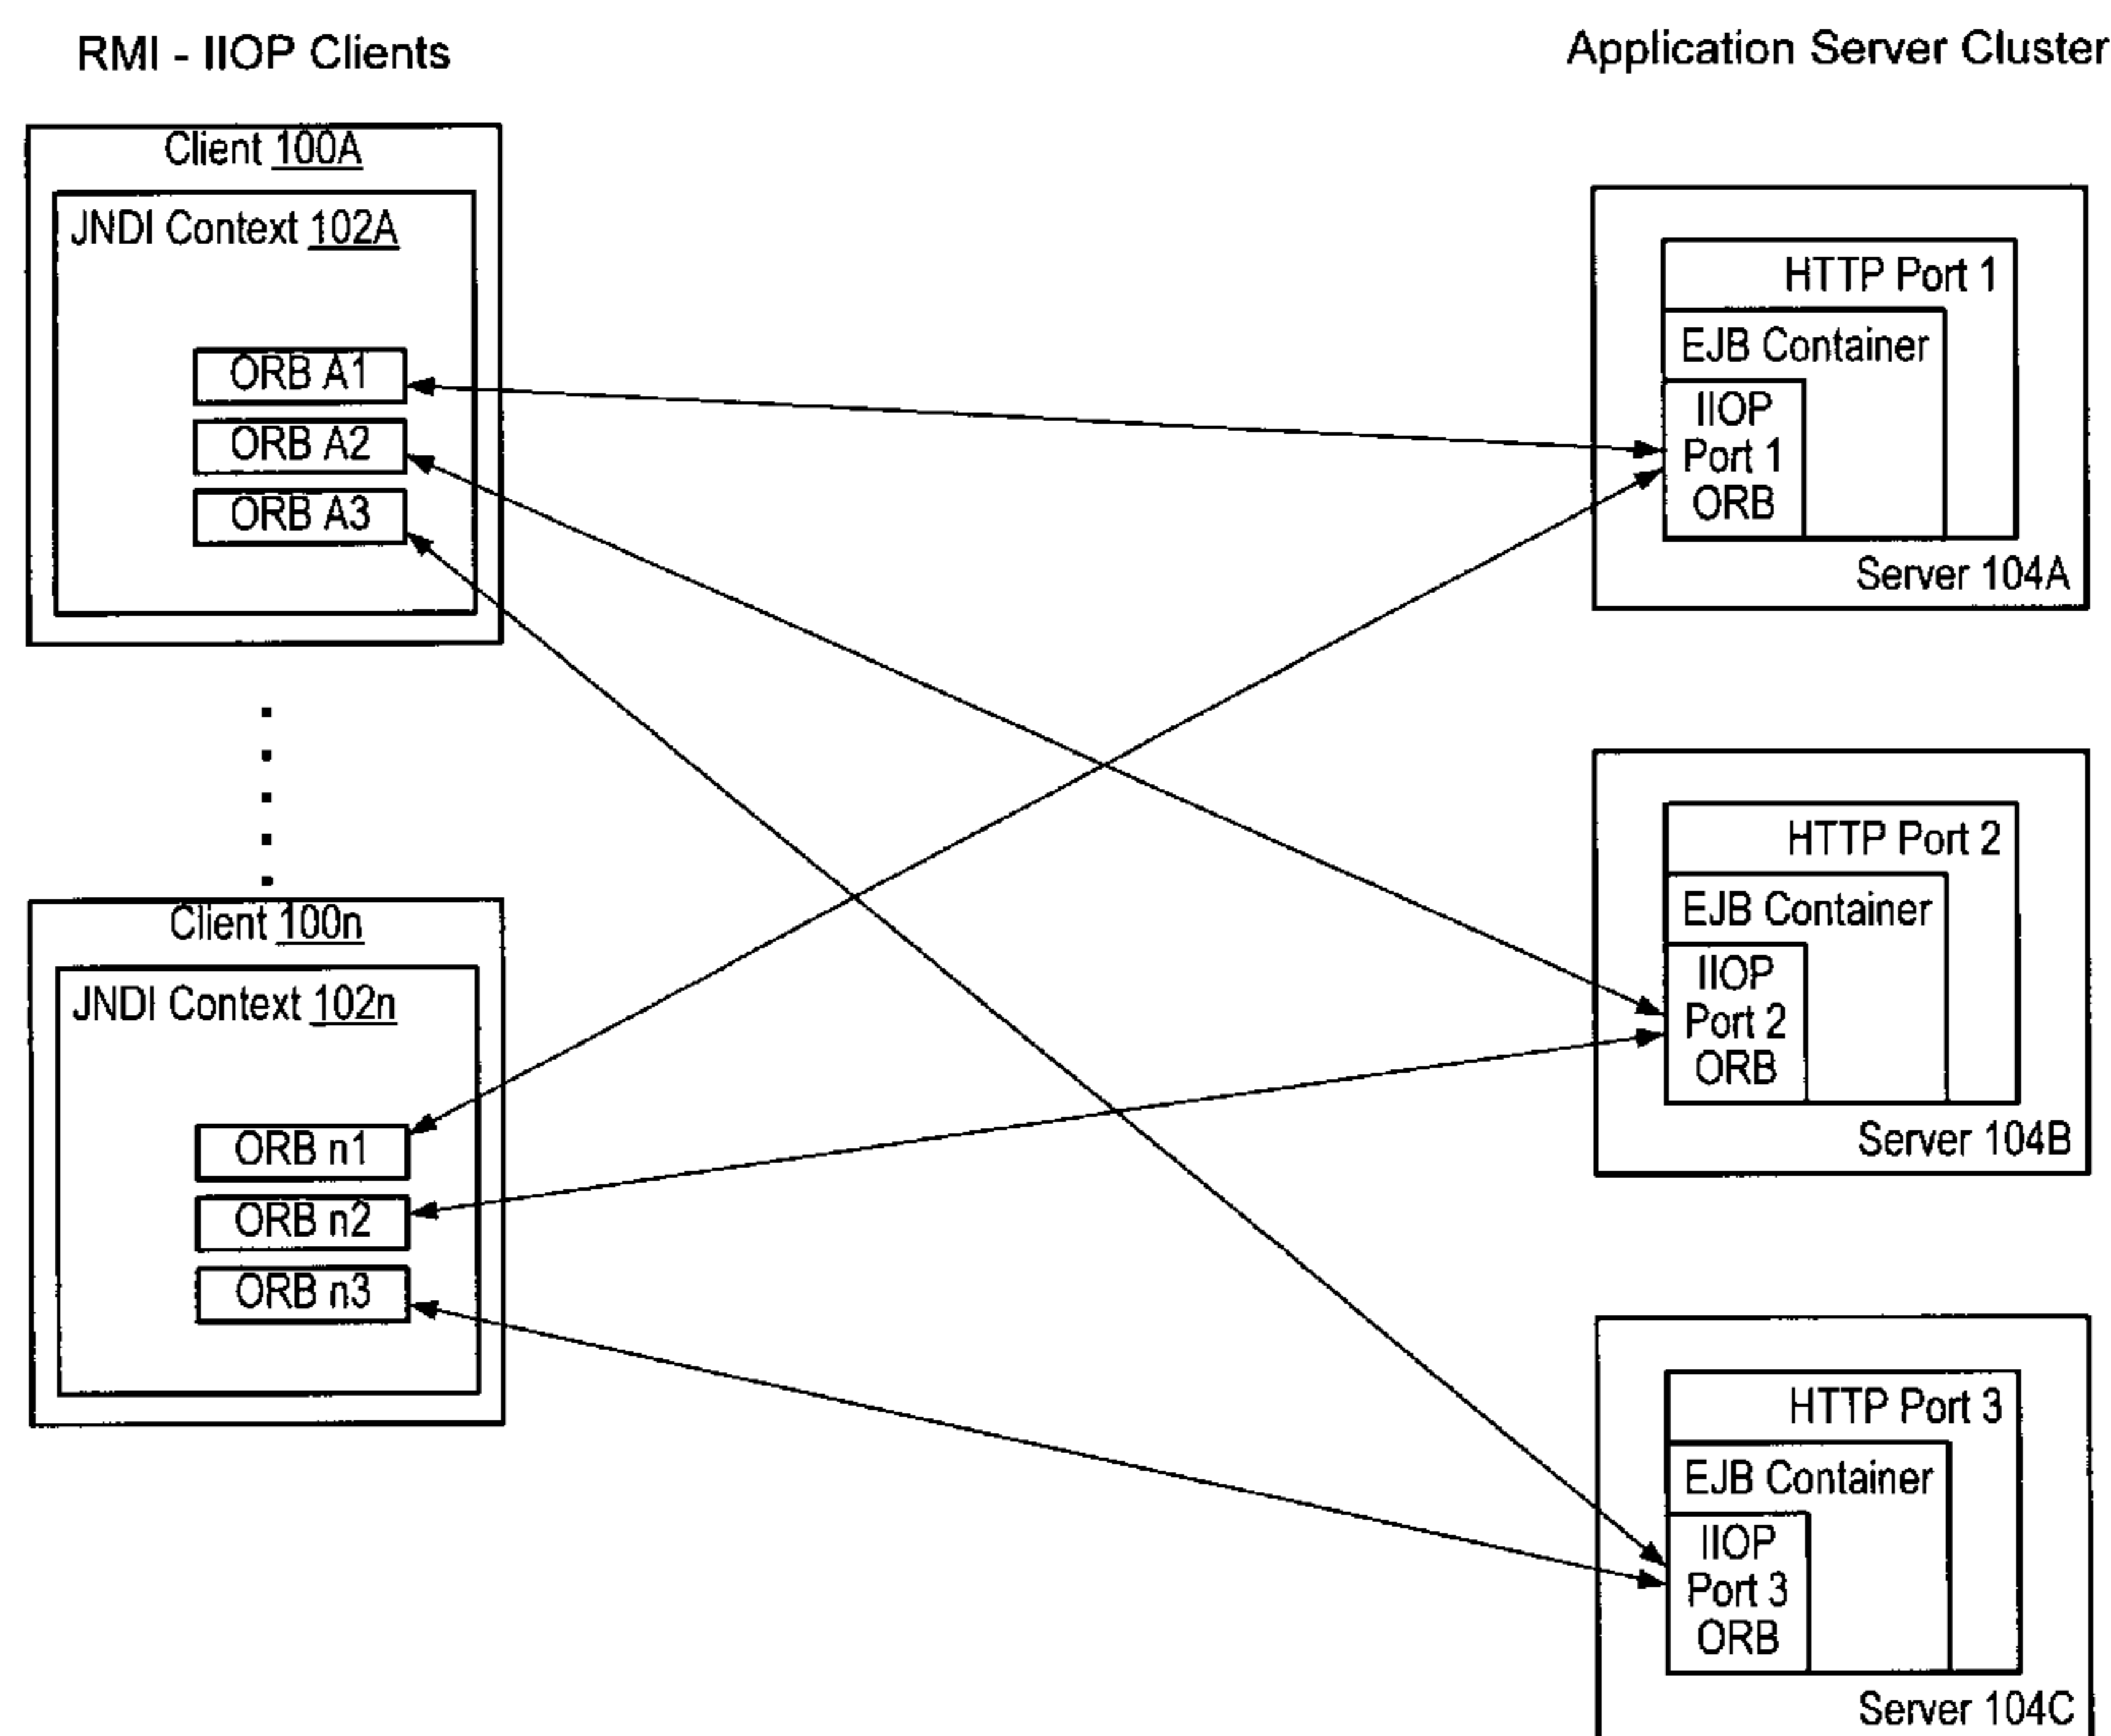 RMI - IIOP Clients
Application Server Cluster
Client 100A
JNDI Context 102A
ORB A1
ORB A2
ORB A3
Client 100n
JNDI Context 102n
ORB n1
ORB n2
ORB n3
HTTP Port 1
EJB Container
IIOP
Port 1
ORB
Server 104A
HTTP Port 2
EJB Container
IIOP
Port 2
ORB
Server 104B
HTTP Port 3
EJB Container
IIOP
Port 3
ORB
Server 104C